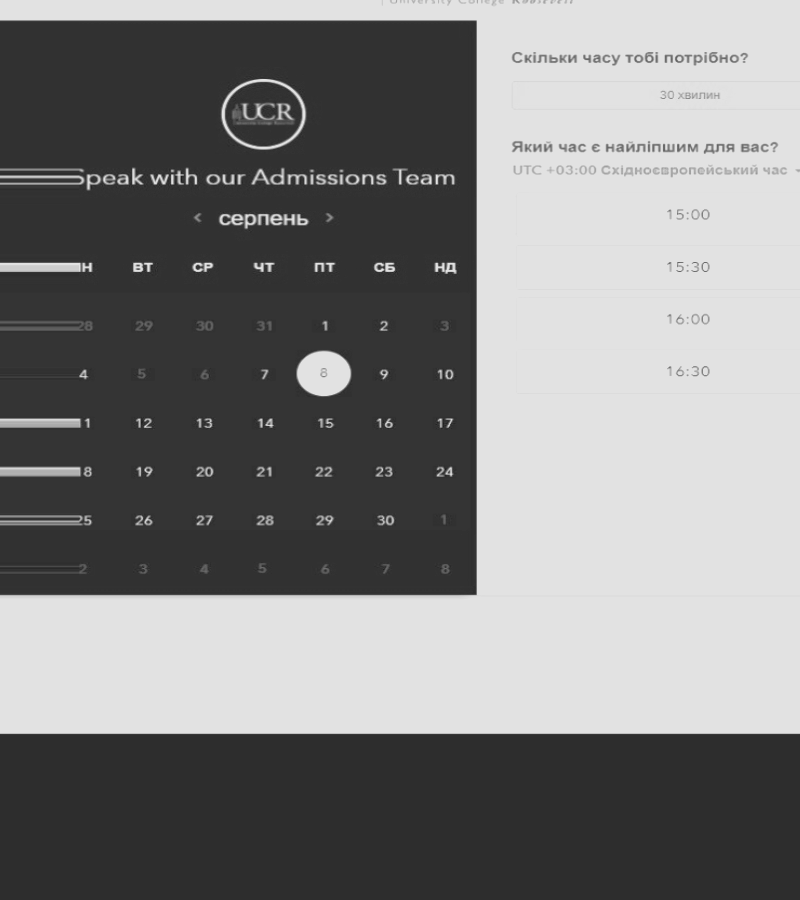 University College
UCR
Speak with our Admissions Team
< серпень >
Н ВТ СР ЧТ ПТ СБ НД
28 29 30 31 1 2 3
4 5 6 7 8 9 10
1 12 13 14 15 16 17
8 19 20 21 22 23 24
25 26 27 28 29 30 1
2 3 4 5 6 7 8
Скільки часу тобі потрібно?
30 хвилин
Який час є найліпшим для вас?
UTC +03:00 Східноєвропейський час
15:00
15:30
16:00
16:30